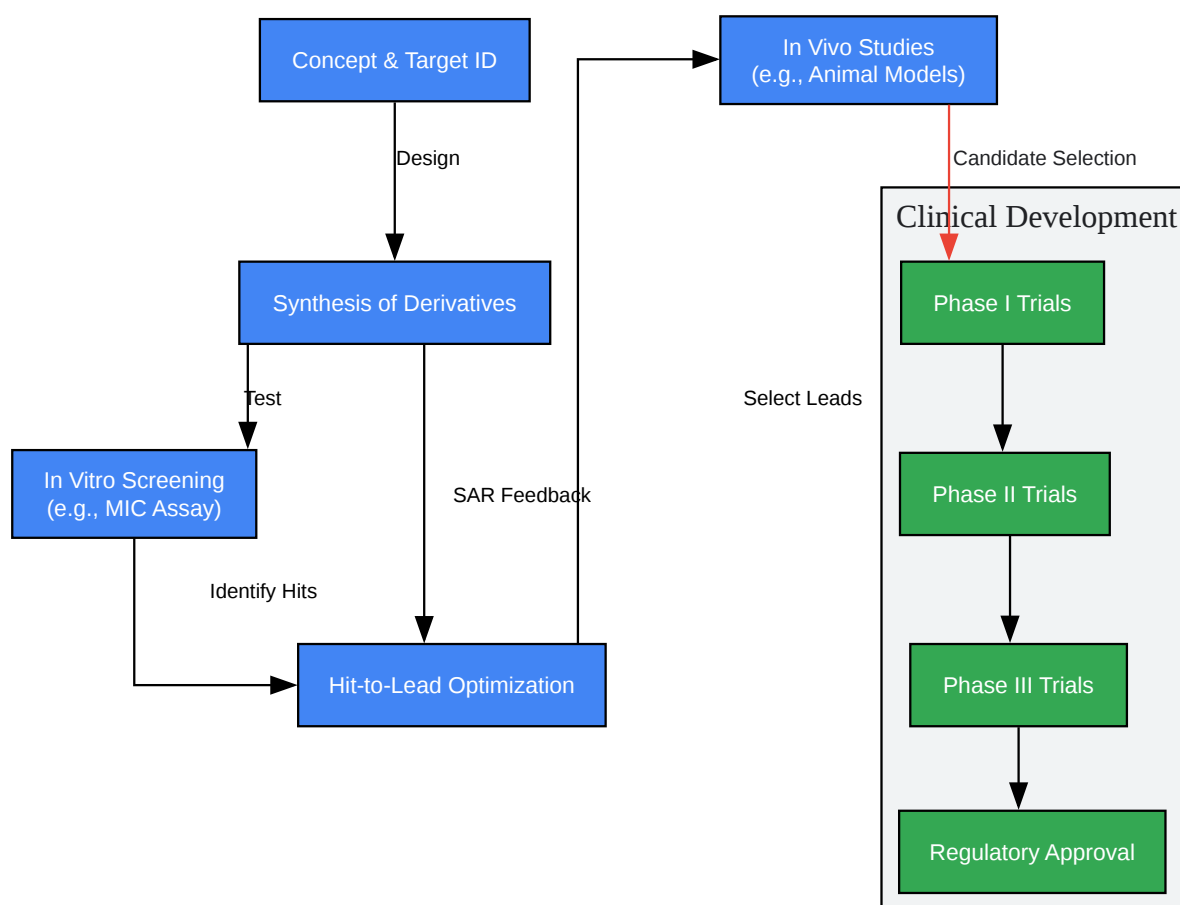 Concept & Target ID
Design
Synthesis of Derivatives
Test
In Vitro Screening
(e.g., MIC Assay)
SAR Feedback
Identify Hits
Hit-to-Lead Optimization
Select Leads
In Vivo Studies
(e.g., Animal Models)
Candidate Selection
Clinical Development
Phase I Trials
Phase II Trials
Phase III Trials
Regulatory Approval